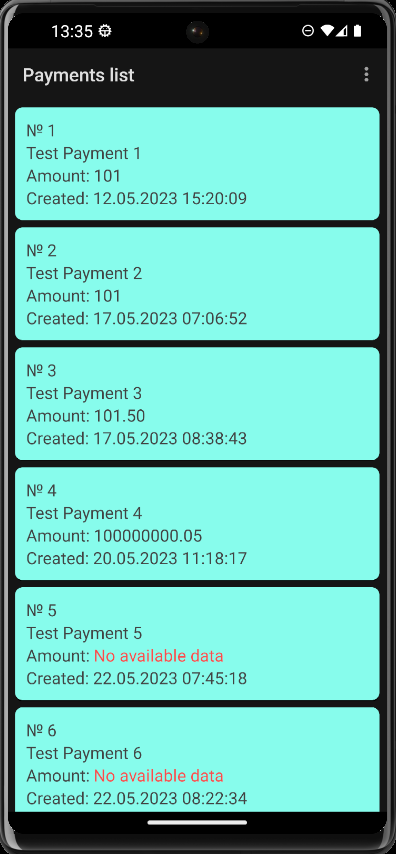 13:35
Payments list
№ 1
Test Payment 1
Amount: 101
Created: 12.05.2023 15:20:09
№ 2
Test Payment 2
Amount: 101
Created: 17.05.2023 07:06:52
№ 3
Test Payment 3
Amount: 101.50
Created: 17.05.2023 08:38:43
№ 4
Test Payment 4
Amount: 100000000.05
Created: 20.05.2023 11:18:17
№ 5
Test Payment 5
Amount: No available data
Created: 22.05.2023 07:45:18
№ 6
Test Payment 6
Amount: No available data
Created: 22.05.2023 08:22:34